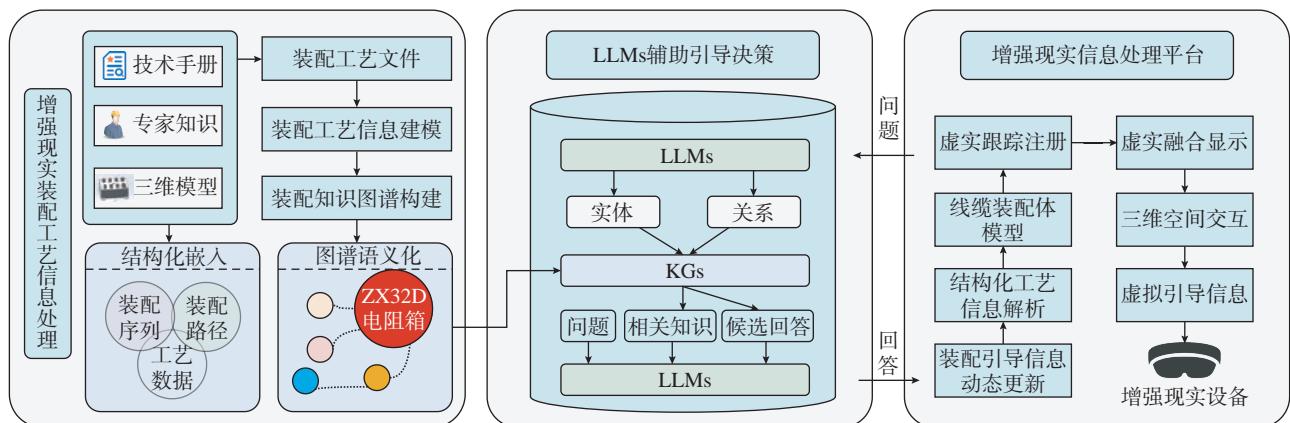 增强现实装配工艺信息处理
技术手册
专家知识
三维模型
装配工艺文件
装配工艺信息建模
装配知识图谱构建
结构化嵌入
装配
序列
装配
路径
工艺
数据
图谱语义化
ZX32D
电阻箱
LLMs辅助引导决策
LLMs
实体
关系
KGs
问题
相关知识
候选回答
LLMs
问题
回答
增强现实信息处理平台
虚实跟踪注册
线缆装配体
模型
结构化工艺
信息解析
装配引导信息
动态更新
虚实融合显示
三维空间交互
虚拟引导信息
增强现实设备